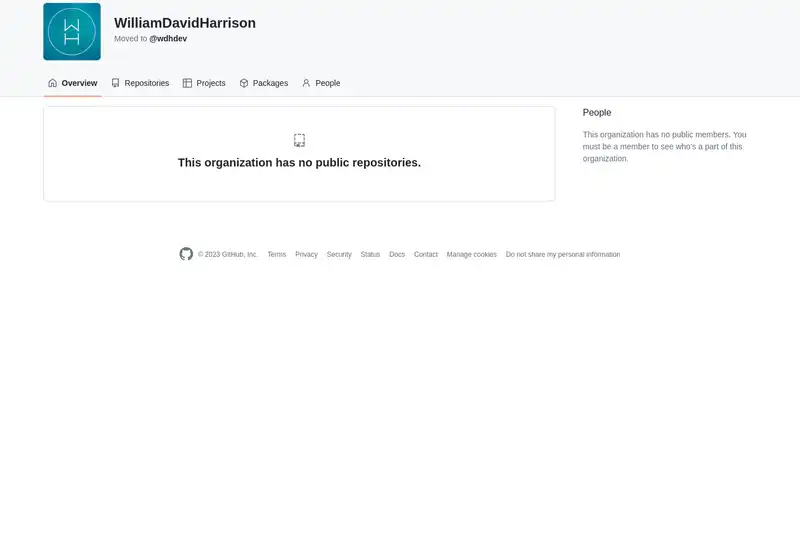 WH
WilliamDavidHarrison
Moved to @wdhdev
Overview Repositories Projects Packages People
This organization has no public repositories.
People
This organization has no public members. You
must be a member to see who's a part of this
organization.
© 2023 GitHub, Inc. Terms Privacy Security Status Docs Contact Manage cookies Do not share my personal information